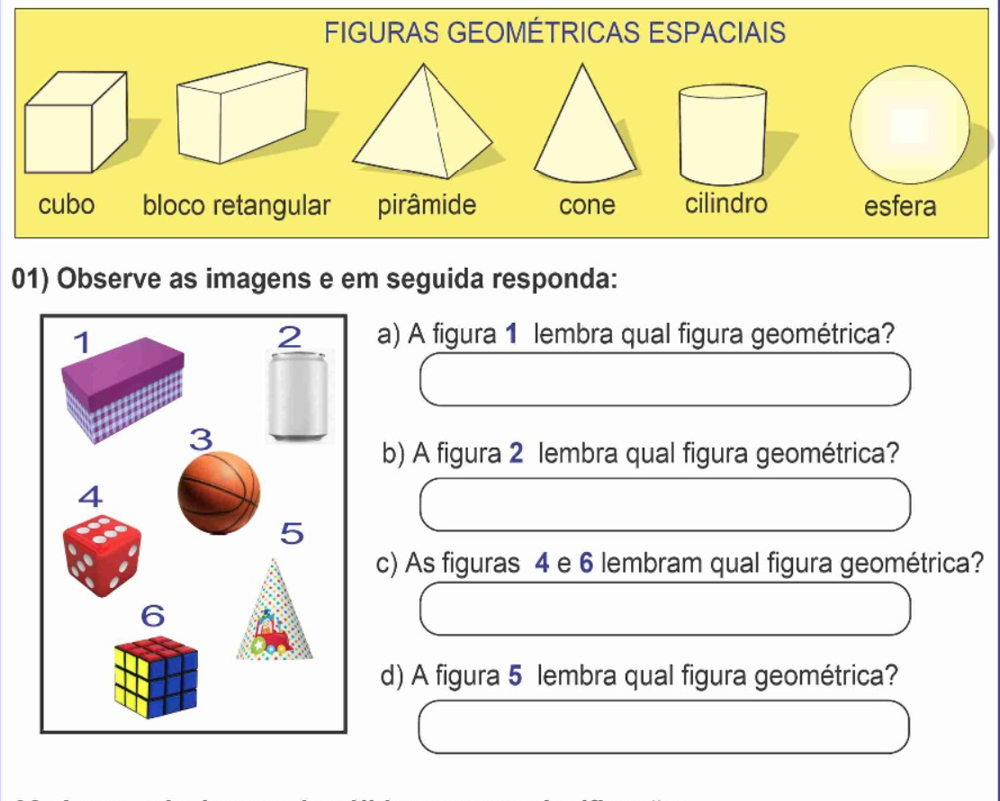 FIGURAS GEOMÉTRICAS ESPACIAIS
cubo bloco retangular pirâmide cone cilindro esfera
01) Observe as imagens e em seguida responda:
1
2
3
4
5
6
a) A figura 1 lembra qual figura geométrica?
b) A figura 2 lembra qual figura geométrica?
c) As figuras 4 e 6 lembram qual figura geométrica?
d) A figura 5 lembra qual figura geométrica?